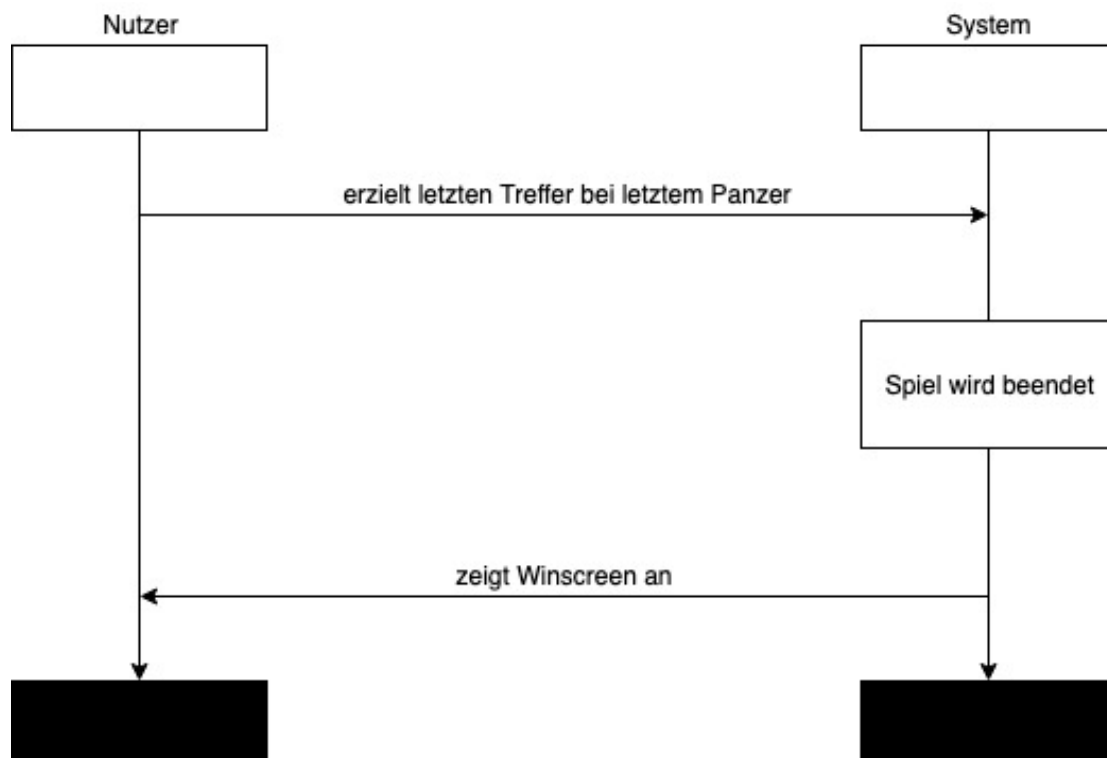 Nutzer
System
erzielt letzten Treffer bei letztem Panzer
Spiel wird beendet
zeigt Winscreen an